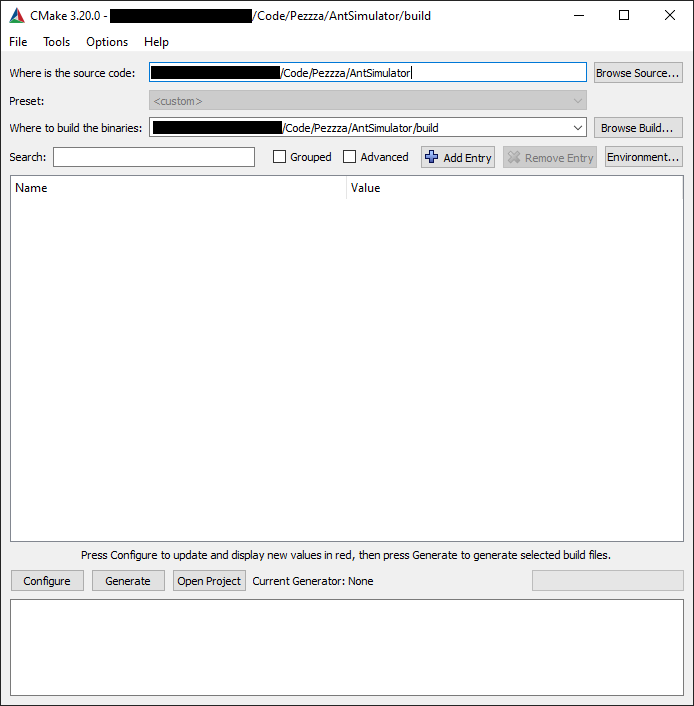 CMake 3.20.0 - /Code/Pezzza/AntSimulator/build
File Tools Options Help
Where is the source code: /Code/Pezzza/AntSimulator Browse Source...
Preset: <custom>
Where to build the binaries: /Code/Pezzza/AntSimulator/build Browse Build...
Search: Grouped Advanced Add Entry Remove Entry Environment...
Name Value
Press Configure to update and display new values in red, then press Generate to generate selected build files.
Configure Generate Open Project Current Generator: None